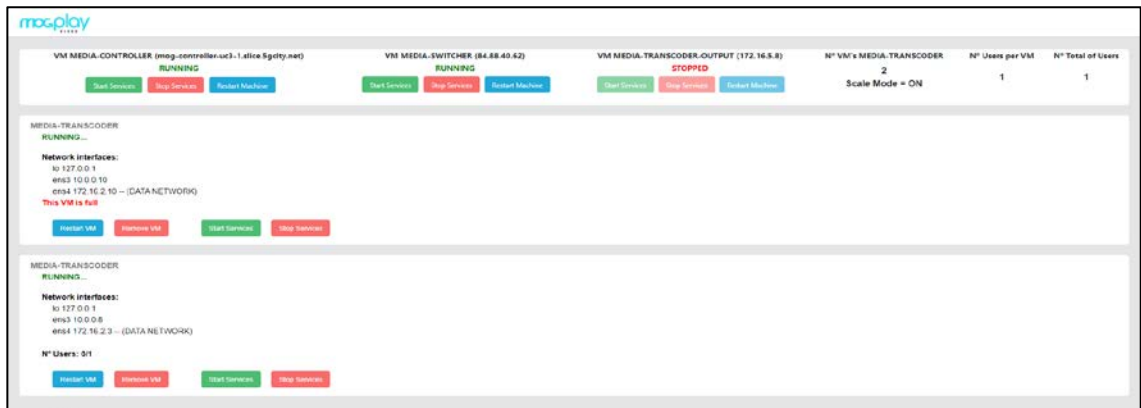 mogplay
VM MEDIA-CONTROLLER (mog-controller-uc3-1.slice.5gcity.net)
RUNNING
Start Services Stop Services Restart Machine
VM MEDIA-SWITCHER (84.88.40.62)
RUNNING
Start Services Stop Services Restart Machine
VM MEDIA-TRANSCODER-OUTPUT (172.16.5.8)
STOPPED
Start Services Stop Services Restart Machine
Nº VM's MEDIA-TRANSCODER
2
Scale Mode = ON
Nº Users per VM
1
Nº Total of Users
1
MEDIA-TRANSCODER
RUNNING...
Network interfaces:
lo 127.0.0.1
ens3 10.0.0.10
ens4 172.16.2.10 -- (DATA NETWORK)
This VM is full
Restart VM Remove VM Start Services Stop Services
MEDIA-TRANSCODER
RUNNING...
Network interfaces:
lo 127.0.0.1
ens3 10.0.0.8
ens4 172.16.2.3 -- (DATA NETWORK)
Nº Users: 0/1
Restart VM Remove VM Start Services Stop Services